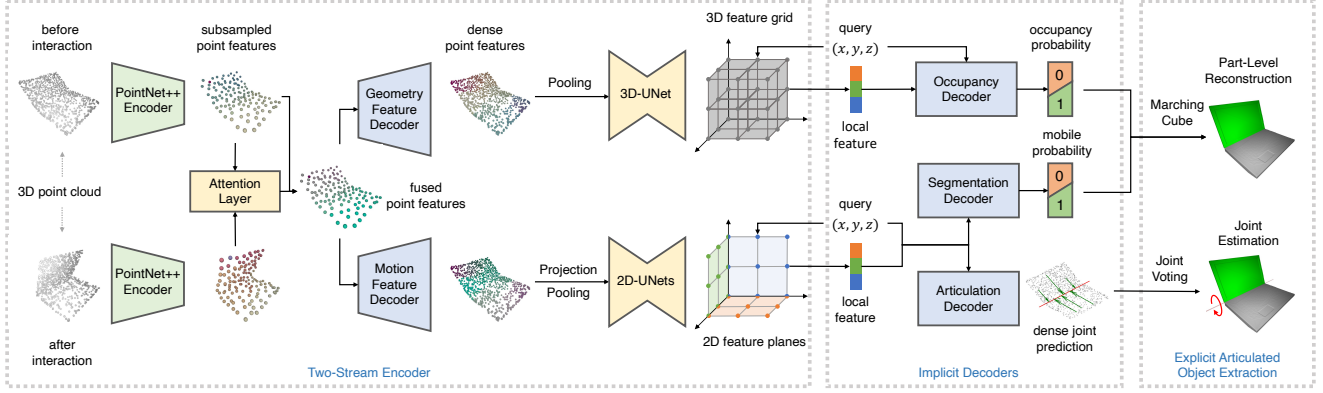 before
interaction
PointNet++
Encoder
subsampled
point features
3D point cloud
Attention
Layer
after
interaction
PointNet++
Encoder
fused
point features
Geometry
Feature
Decoder
dense
point features
Pooling
3D-UNet
3D feature grid
Motion
Feature
Decoder
Projection
Pooling
2D-UNets
2D feature planes
Two-Stream Encoder
query
(x, y, z)
local
feature
Occupancy
Decoder
occupancy
probability
0
1
query
(x, y, z)
local
feature
Segmentation
Decoder
mobile
probability
0
1
Articulation
Decoder
dense joint
prediction
Implicit Decoders
Marching
Cube
Part-Level
Reconstruction
Joint
Voting
Joint
Estimation
Explicit Articulated
Object Extraction